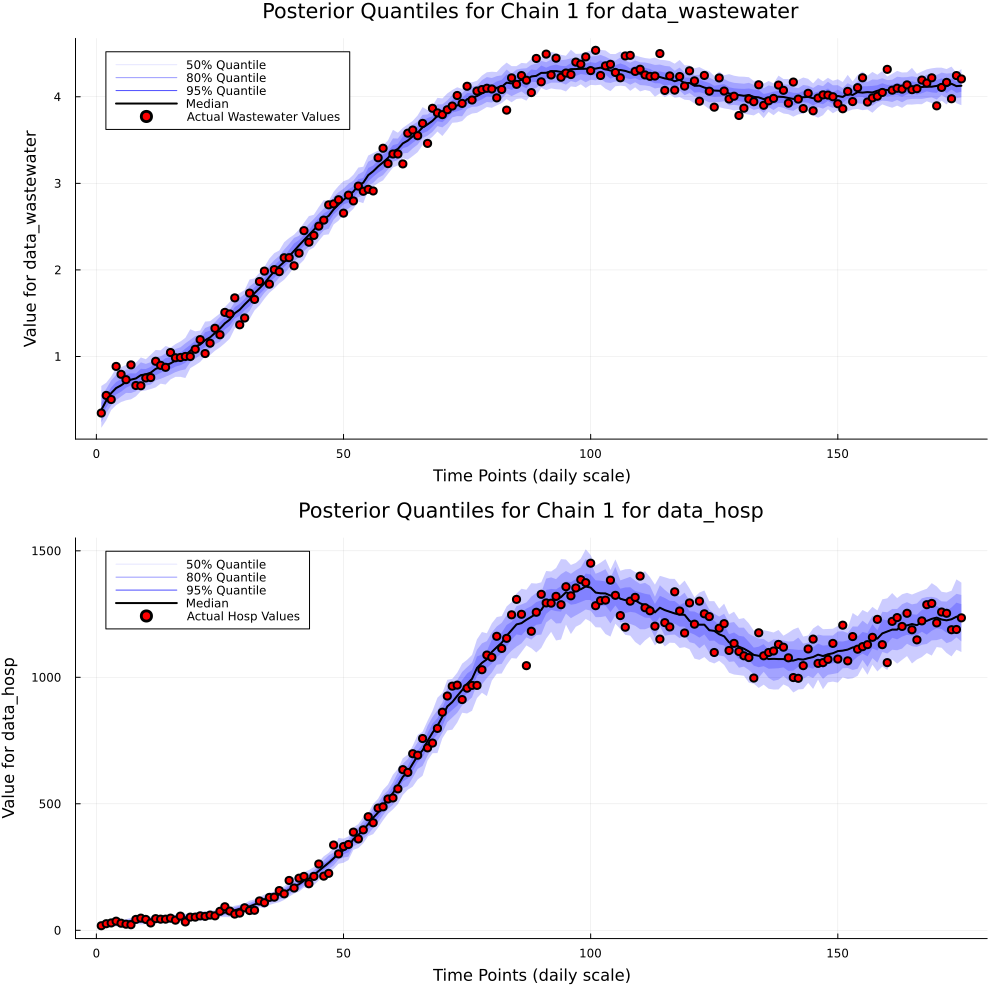 Posterior Quantiles for Chain 1 for data_wastewater
50% Quantile
80% Quantile
95% Quantile
Median
Actual Wastewater Values
Value for data_wastewater
4
3
2
1
0
50
100
150
Time Points (daily scale)
Posterior Quantiles for Chain 1 for data_hosp
50% Quantile
80% Quantile
95% Quantile
Median
Actual Hosp Values
Value for data_hosp
1500
1000
500
0
0
50
100
150
Time Points (daily scale)